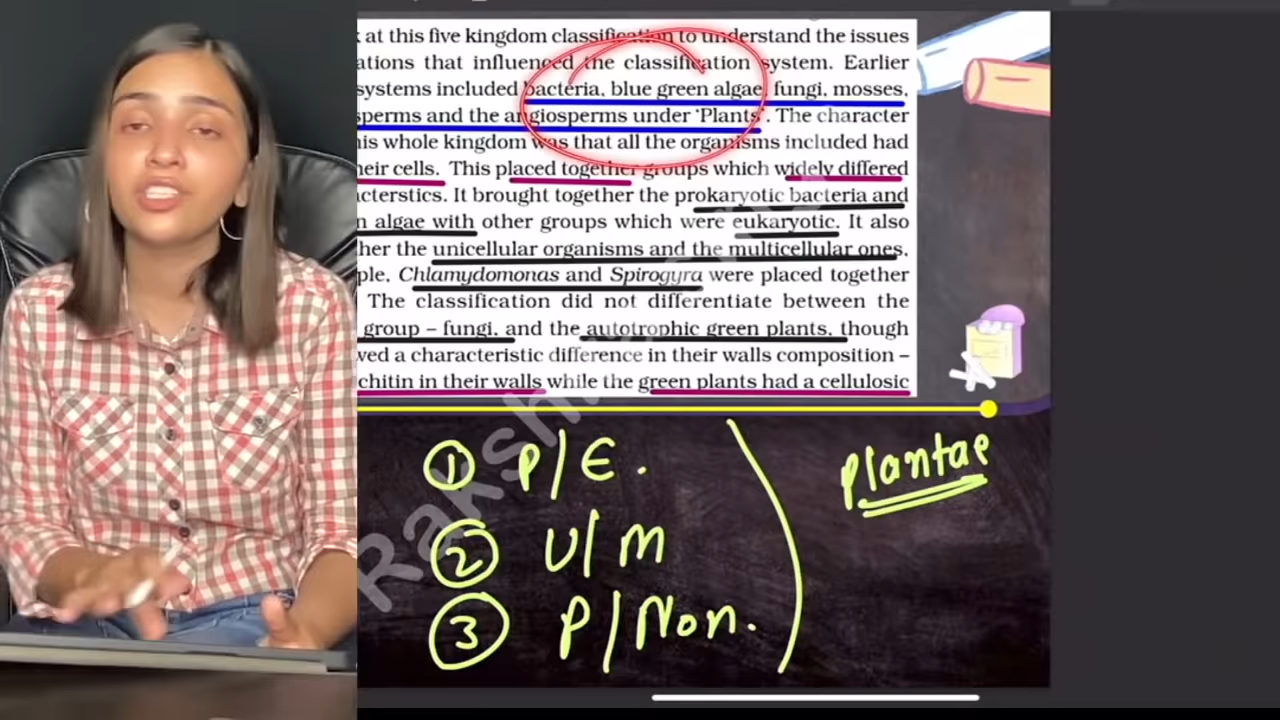 at this five kingdom classification to understand the issues
ations that influenced the classification system. Earlier
systems included bacteria, blue green algae, fungi, mosses,
sperms and the angiosperms under ‘Plants’. The character
his whole kingdom was that all the organisms included had
heir cells. This placed together groups which widely differed
acterstics. It brought together the prokaryotic bacteria and
n algae with other groups which were eukaryotic. It also
her the unicellular organisms and the multicellular ones,
ple, Chlamydomonas and Spirogyra were placed together
The classification did not differentiate between the
group – fungi, and the autotrophic green plants, though
wed a characteristic difference in their walls composition –
chitin in their walls while the green plants had a cellulosic
① P/E.
② U/M
③ P/Non.
Plantae